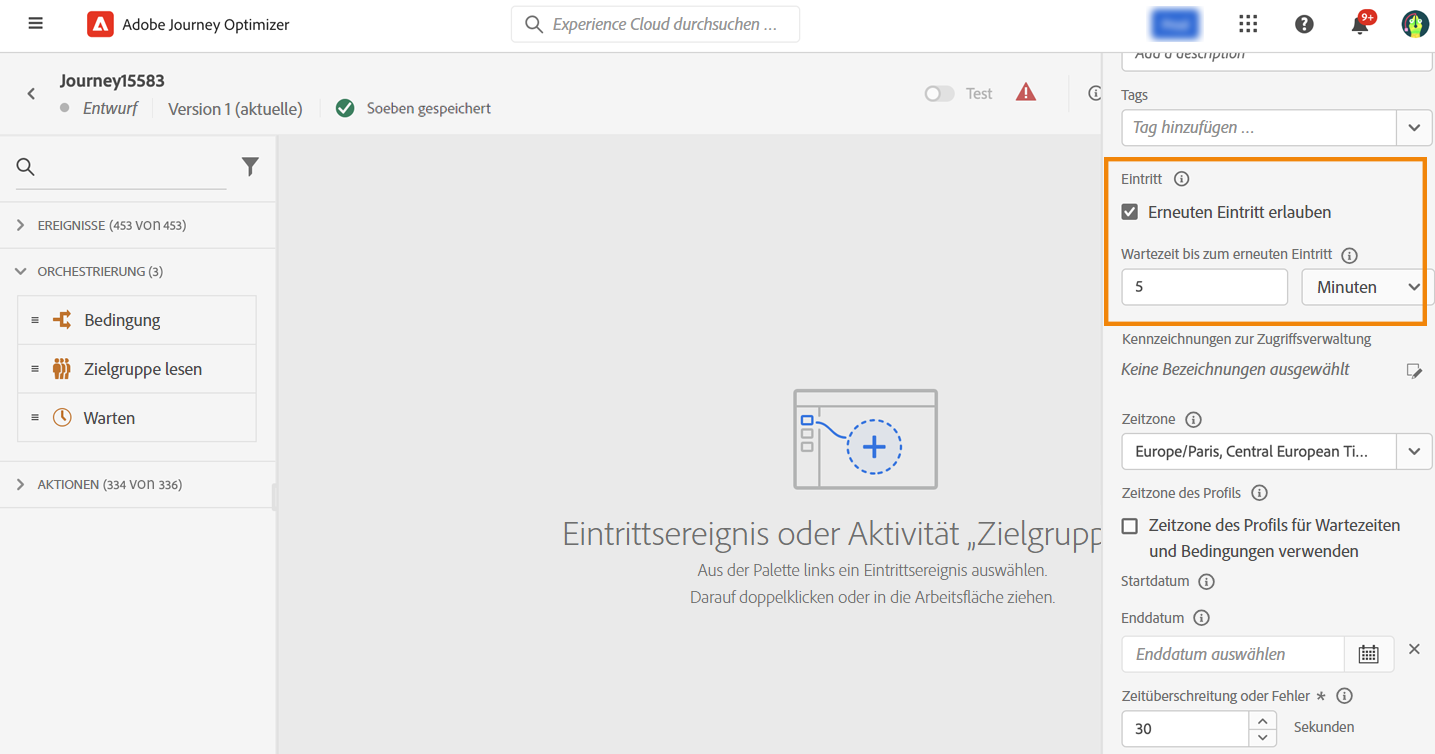 Adobe Journey Optimizer
Experience Cloud durchsuchen ...
9+
Journey15583
Entwurf
Version 1 (aktuelle)
Soeben gespeichert
Test
EREIGNISSE (453 von 453)
ORCHESTRIERUNG (3)
Bedingung
Zielgruppe lesen
Warten
AKTIONEN (334 von 336)
Eintrittsereignis oder Aktivität „Zielgrupp
Aus der Palette links ein Eintrittsereignis auswählen.
Darauf doppelklicken oder in die Arbeitsfläche ziehen.
Add a description
Tags
Tag hinzufügen ...
Eintritt
Erneuten Eintritt erlauben
Wartezeit bis zum erneuten Eintritt
5
Minuten
Kennzeichnungen zur Zugriffsverwaltung
Keine Bezeichnungen ausgewählt
Zeitzone
Europe/Paris, Central European Ti...
Zeitzone des Profils
Zeitzone des Profils für Wartezeiten
und Bedingungen verwenden
Startdatum
Enddatum
Enddatum auswählen
Zeitüberschreitung oder Fehler *
30
Sekunden